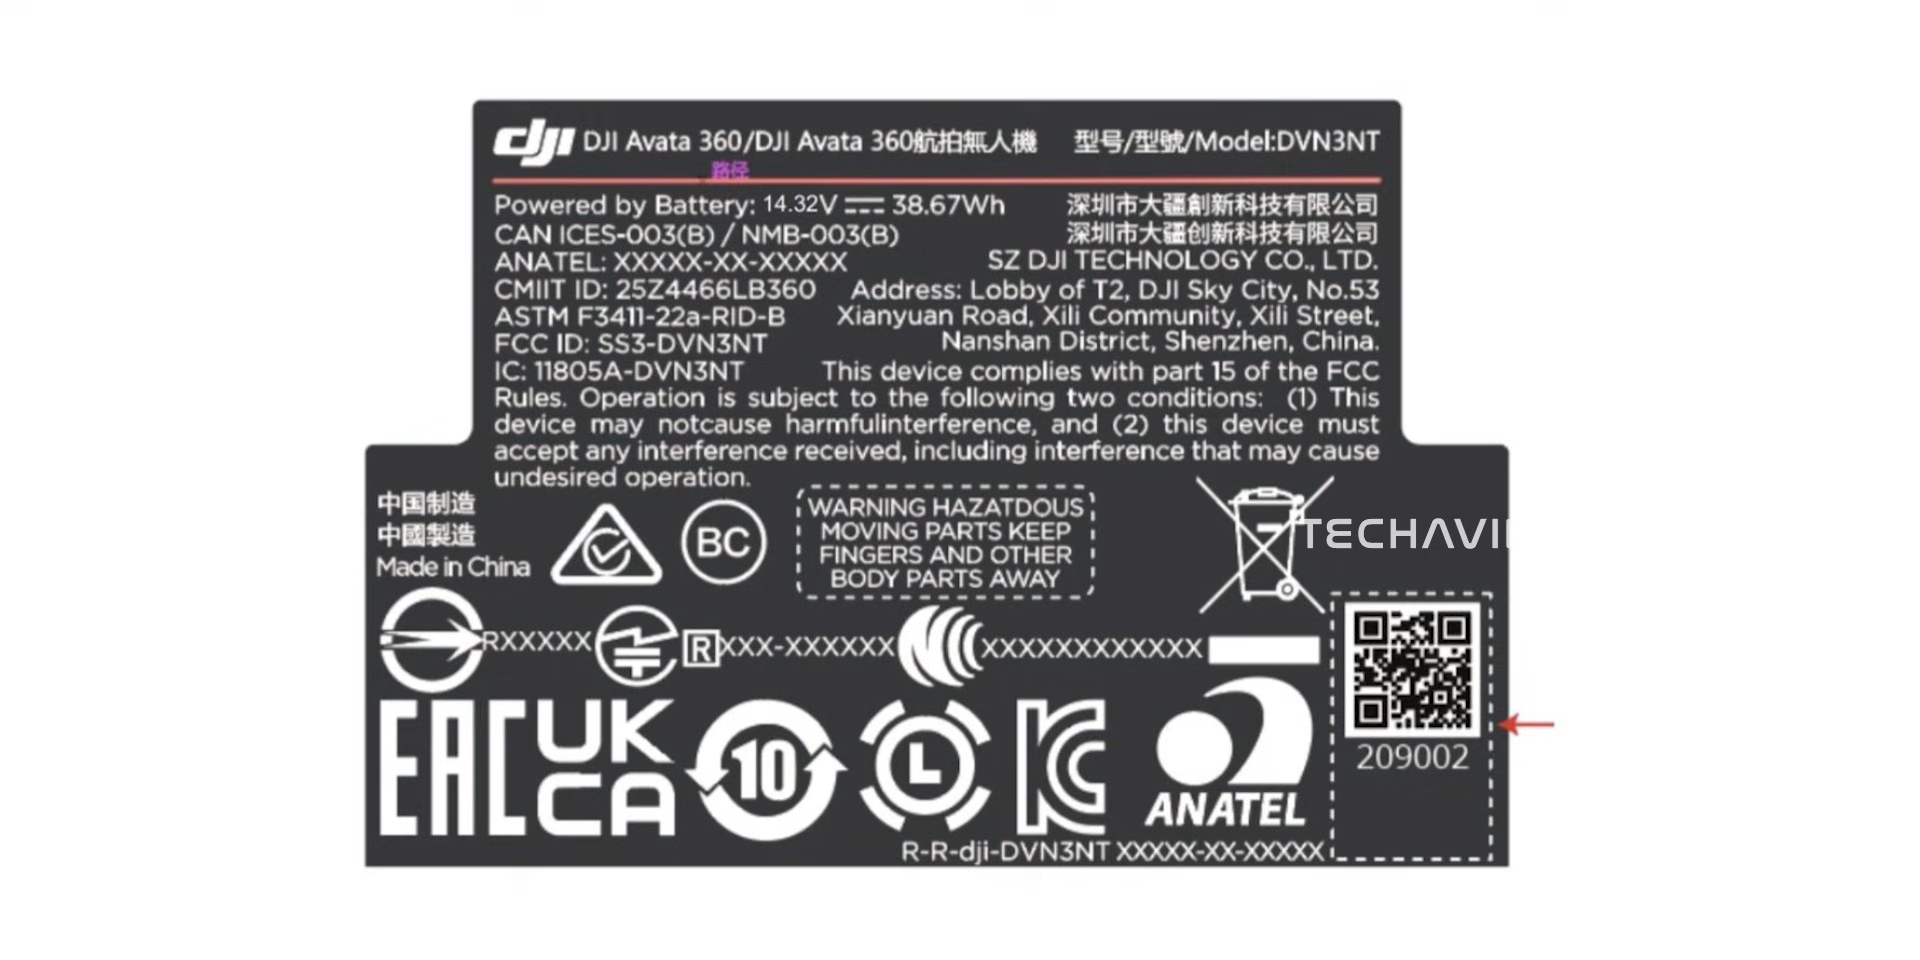 dji DJI Avata 360/DJI Avata 360航拍無人機 型号/型號/Model:DVN3NT
路径
Powered by Battery: 14.32V ⎓ 38.67Wh 深圳市大疆創新科技有限公司
CAN ICES-003(B) / NMB-003(B) 深圳市大疆创新科技有限公司
ANATEL: XXXXX-XX-XXXXX SZ DJI TECHNOLOGY CO., LTD.
CMIIT ID: 25Z4466LB360 Address: Lobby of T2, DJI Sky City, No.53
ASTM F3411-22a-RID-B Xianyuan Road, Xili Community, Xili Street,
FCC ID: SS3-DVN3NT Nanshan District, Shenzhen, China.
IC: 11805A-DVN3NT This device complies with part 15 of the FCC
Rules. Operation is subject to the following two conditions: (1) This
device may notcause harmfulinterference, and (2) this device must
accept any interference received, including interference that may cause
undesired operation.
中国制造
中國製造
Made in China
BC
WARNING HAZATDOUS
MOVING PARTS KEEP
FINGERS AND OTHER
BODY PARTS AWAY
TECHAVI
RXXXXX
R XXX-XXXXXX
XXXXXXXXXXXX
EAC
UK
CA
10
L
KC
ANATEL
209002
R-R-dji-DVN3NT XXXXX-XX-XXXXX